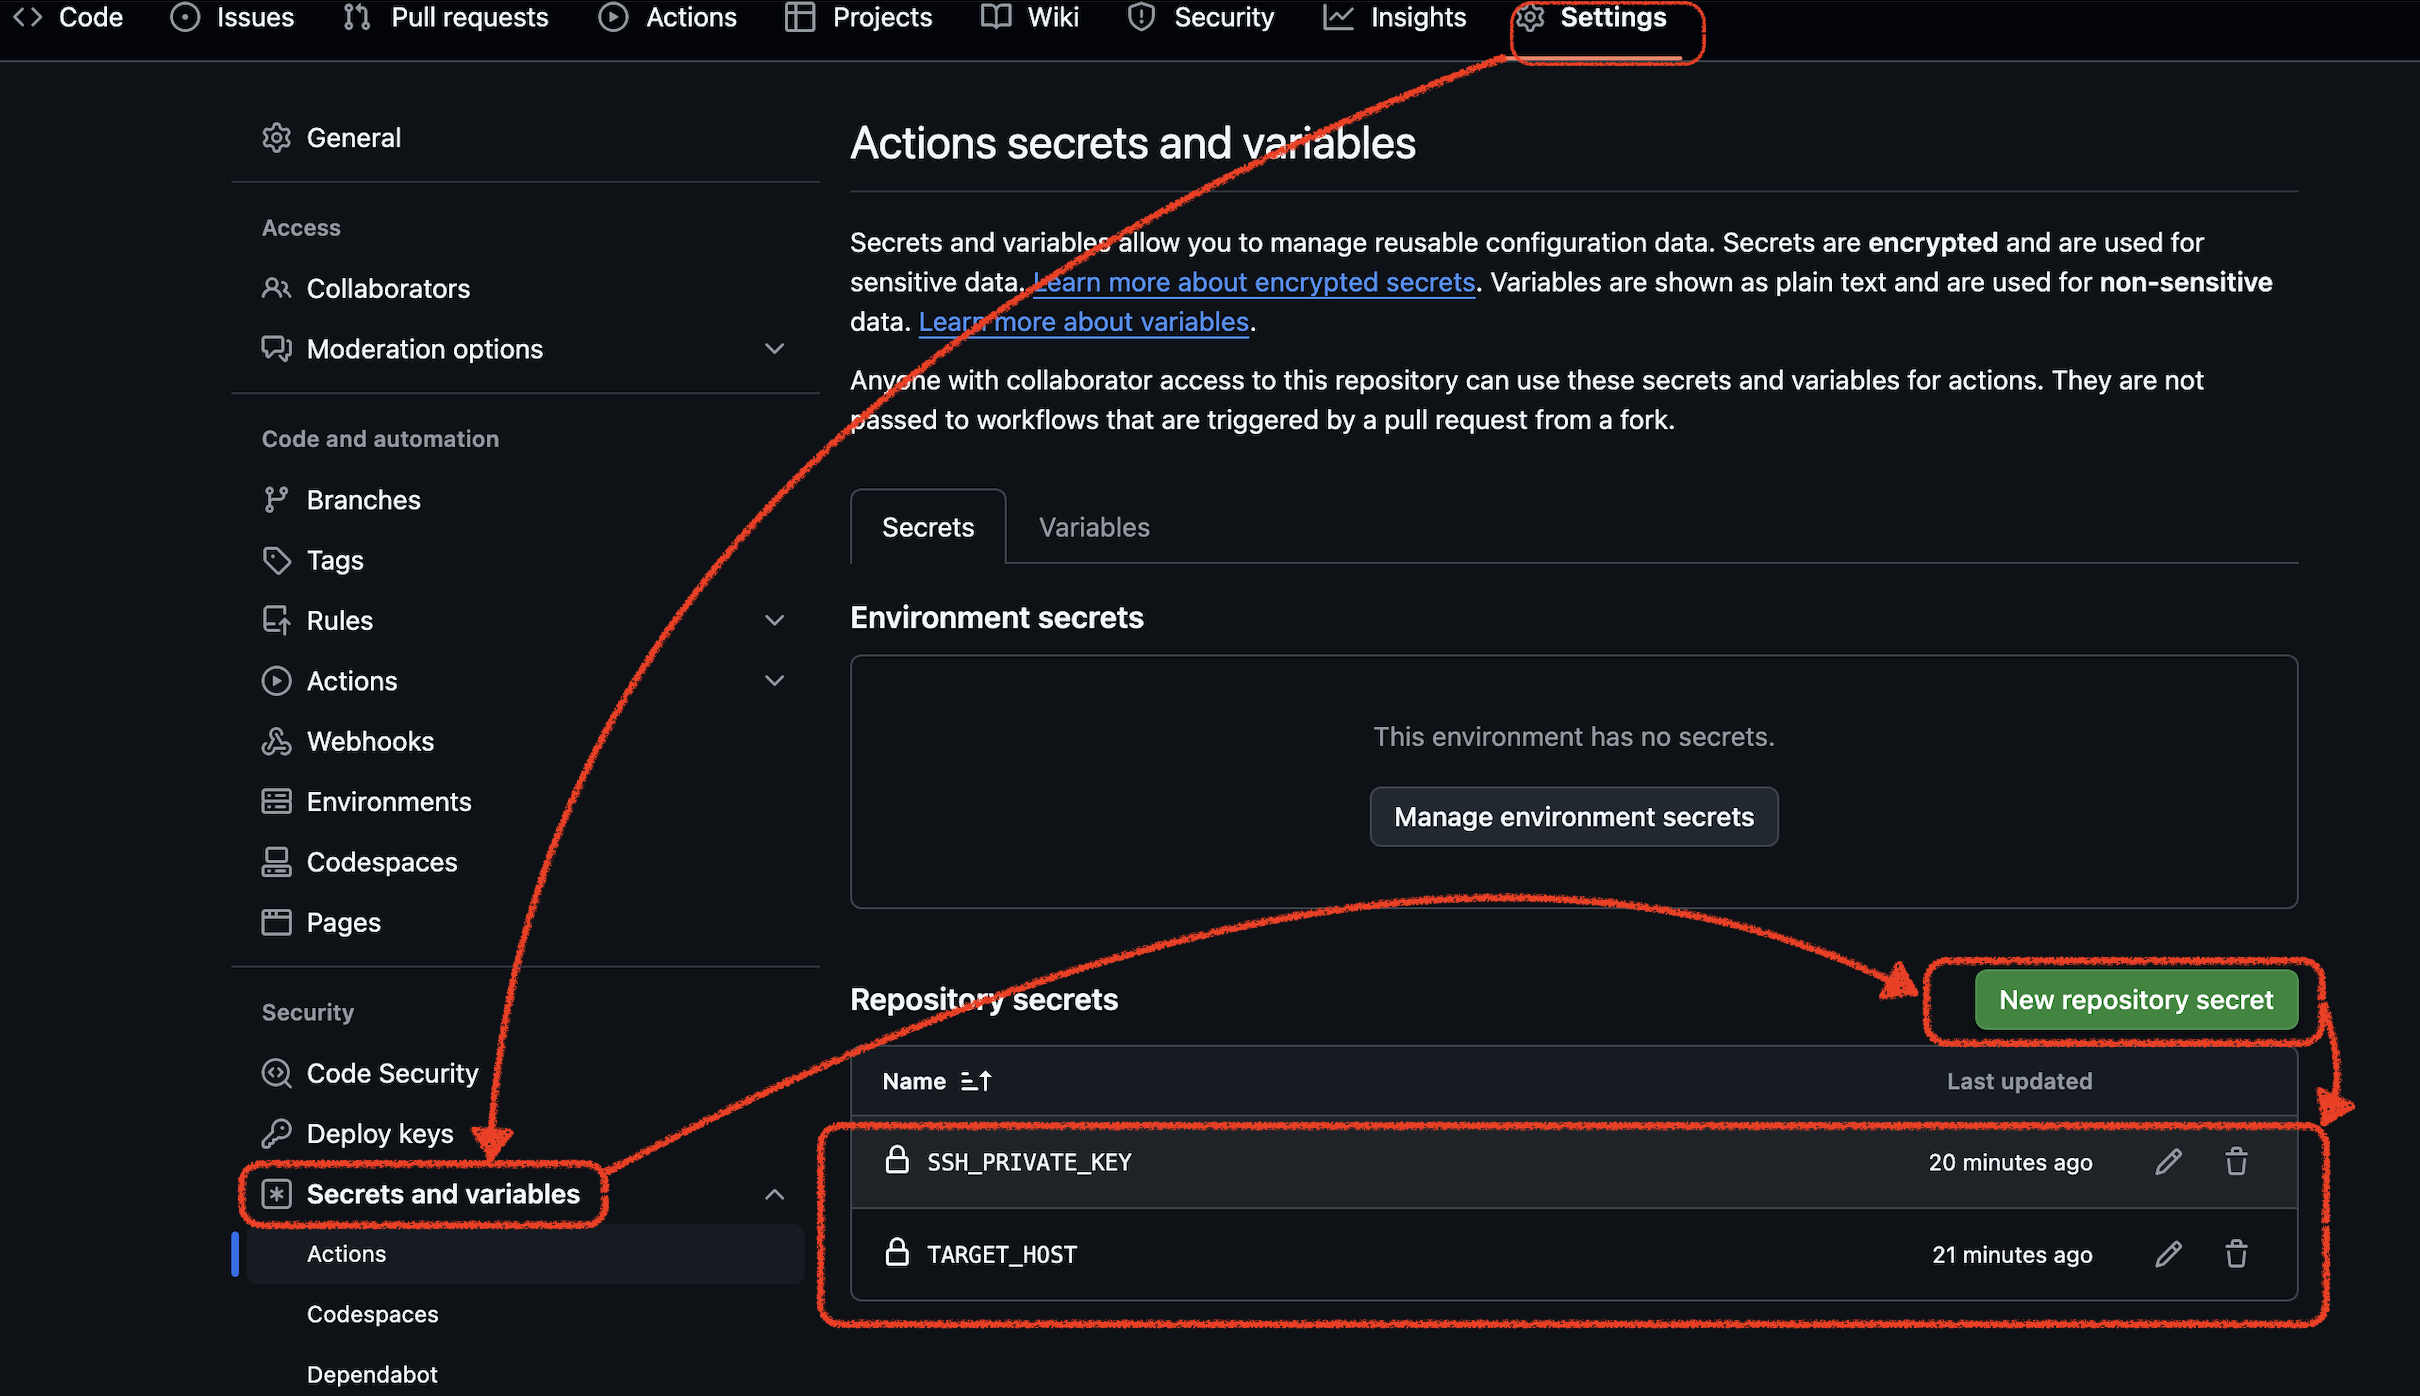 Code
Issues
Pull requests
Actions
Projects
Wiki
Security
Insights
Settings
General
Access
Collaborators
Moderation options
Code and automation
Branches
Tags
Rules
Actions
Webhooks
Environments
Codespaces
Pages
Security
Code Security
Deploy keys
Secrets and variables
Actions
Codespaces
Dependabot
Actions secrets and variables
Secrets and variables allow you to manage reusable configuration data. Secrets are encrypted and are used for
sensitive data. Learn more about encrypted secrets. Variables are shown as plain text and are used for non-sensitive
data. Learn more about variables.
Anyone with collaborator access to this repository can use these secrets and variables for actions. They are not
passed to workflows that are triggered by a pull request from a fork.
Secrets
Variables
Environment secrets
This environment has no secrets.
Manage environment secrets
Repository secrets
New repository secret
Name
Last updated
SSH_PRIVATE_KEY
20 minutes ago
TARGET_HOST
21 minutes ago